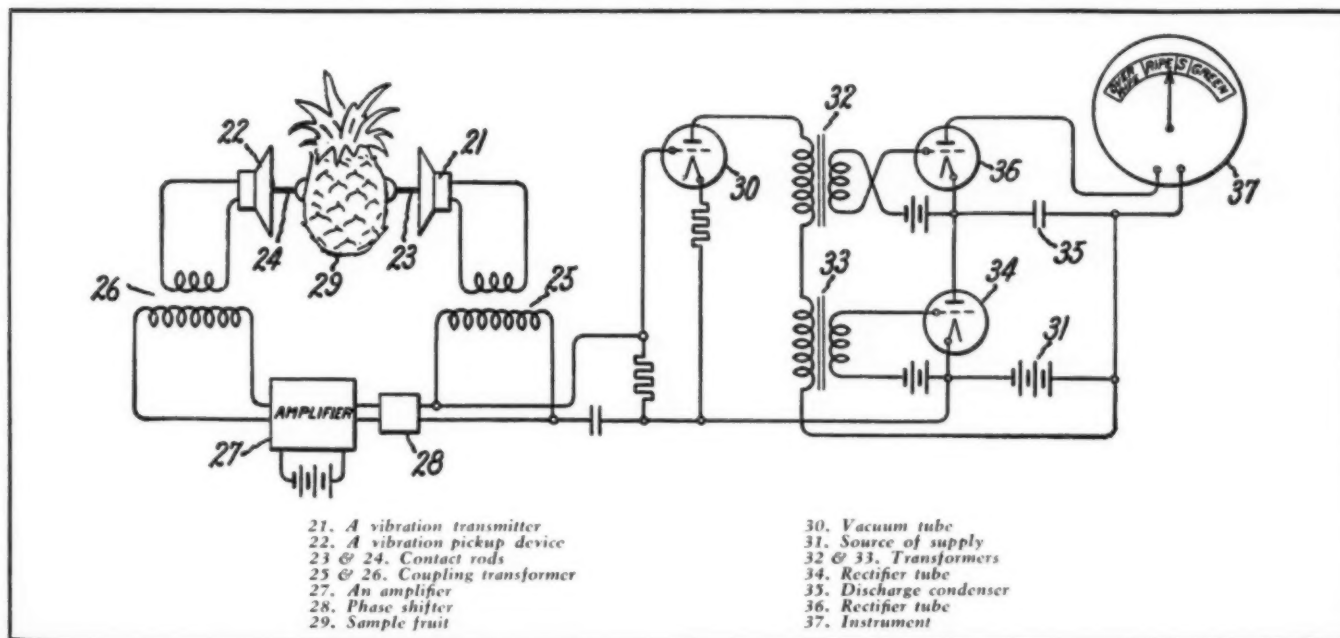 OVER RIPE RIPE S GREEN
22
21
32
30
36
37
24
29
23
35
26
25
33
34
31
AMPLIFIER
27
28
21. A vibration transmitter
22. A vibration pickup device
23 & 24. Contact rods
25 & 26. Coupling transformer
27. An amplifier
28. Phase shifter
29. Sample fruit
30. Vacuum tube
31. Source of supply
32 & 33. Transformers
34. Rectifier tube
35. Discharge condenser
36. Rectifier tube
37. Instrument